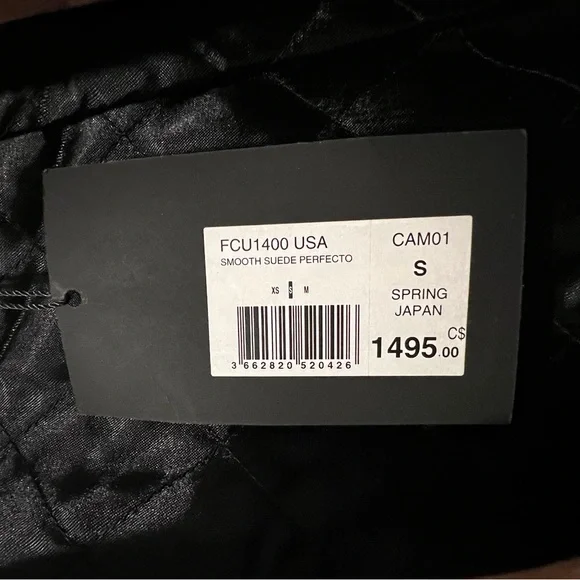 FCU1400 USA
SMOOTH SUEDE PERFECTO
XS S M
3 662820 520426
CAM01
S
SPRING
JAPAN
C$
1495.00